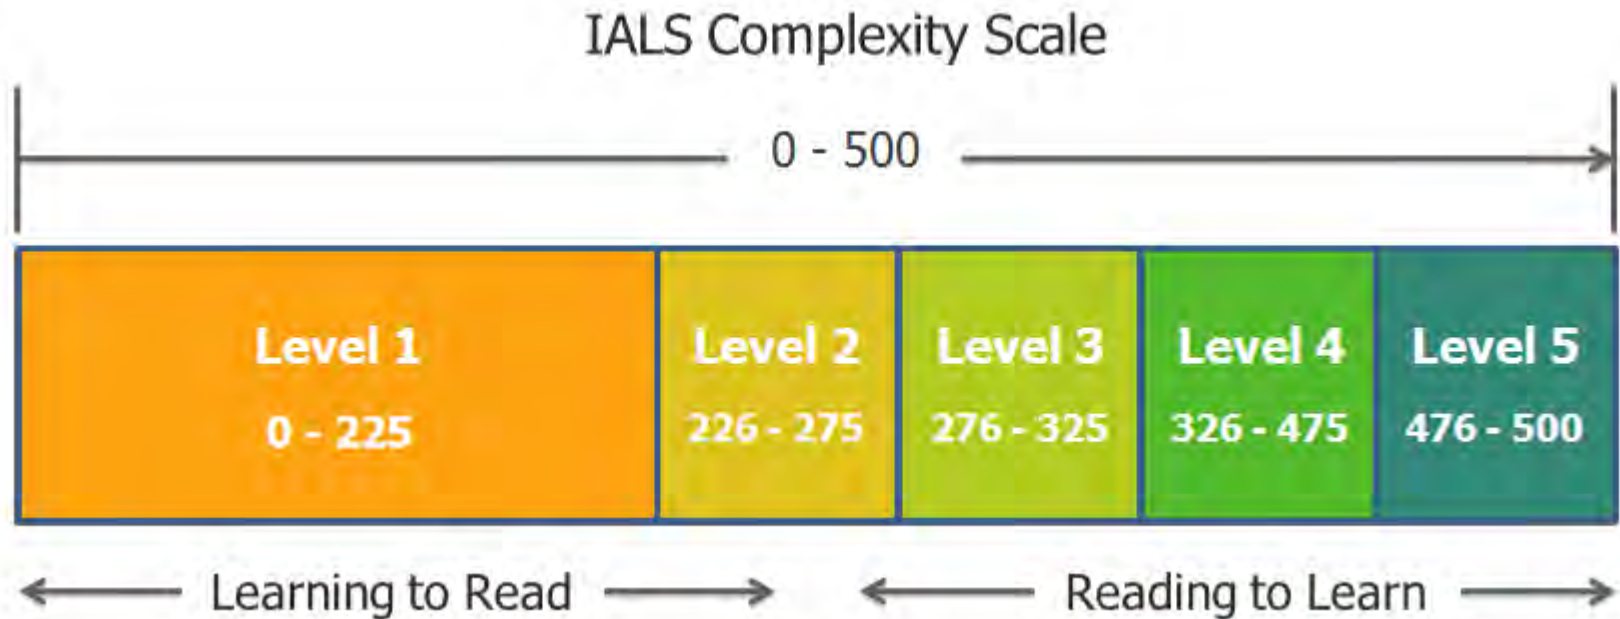 IALS Complexity Scale
0 - 500
Level 1
Level 2
Level 3
Level 4
Level 5
0 - 225
226 - 275
276 - 325
326 - 475
476 - 500
Learning to Read
Reading to Learn